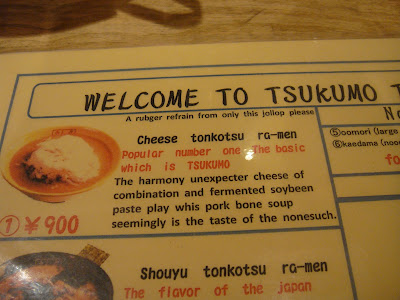 WELCOME TO TSUKUMO T
A rubger refrain from only this jollop please
Cheese tonkotsu ra-men
Popular number one The basic
which is TSUKUMO
The harmony unexpecter cheese of
combination and fermented soybeen
paste play whis pork bone soup
seemingly is the taste of the nonesuch.
① ¥900
Shouyu tonkotsu ra-men
The flavor of the japan
⑤oomori (large
⑥kaedama (nood